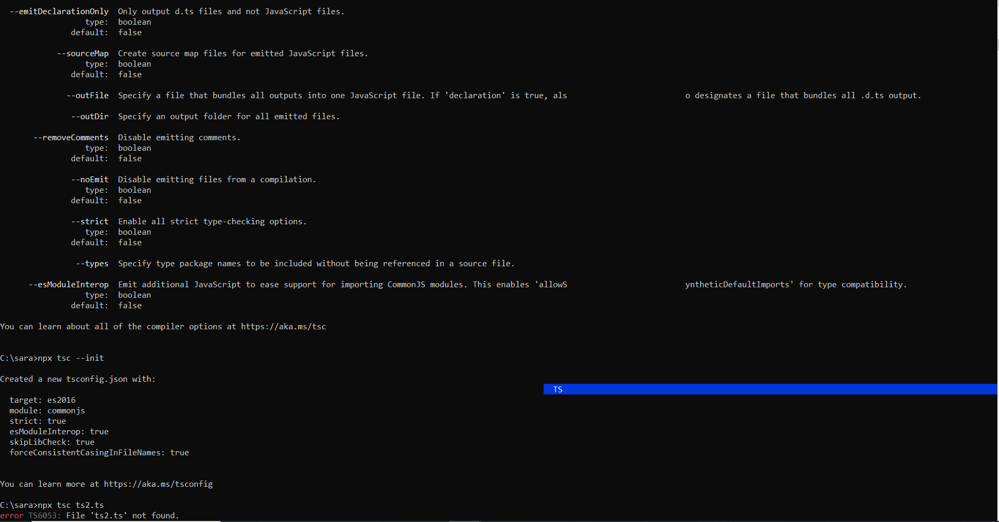 --emitDeclarationOnly  Only output d.ts files and not JavaScript files.
type:  boolean
default:  false
--sourceMap  Create source map files for emitted JavaScript files.
type:  boolean
default:  false
--outFile  Specify a file that bundles all outputs into one JavaScript file. If 'declaration' is true, als                         o designates a file that bundles all .d.ts output.
--outDir  Specify an output folder for all emitted files.
--removeComments  Disable emitting comments.
type:  boolean
default:  false
--noEmit  Disable emitting files from a compilation.
type:  boolean
default:  false
--strict  Enable all strict type-checking options.
type:  boolean
default:  false
--types  Specify type package names to be included without being referenced in a source file.
--esModuleInterop  Emit additional JavaScript to ease support for importing CommonJS modules. This enables 'allowS                         yntheticDefaultImports' for type compatibility.
type:  boolean
default:  false
You can learn about all of the compiler options at https://aka.ms/tsc
C:\sara>npx tsc --init
Created a new tsconfig.json with:
TS
target: es2016
module: commonjs
strict: true
esModuleInterop: true
skipLibCheck: true
forceConsistentCasingInFileNames: true
You can learn more at https://aka.ms/tsconfig
C:\sara>npx tsc ts2.ts
error TS6053: File 'ts2.ts' not found.